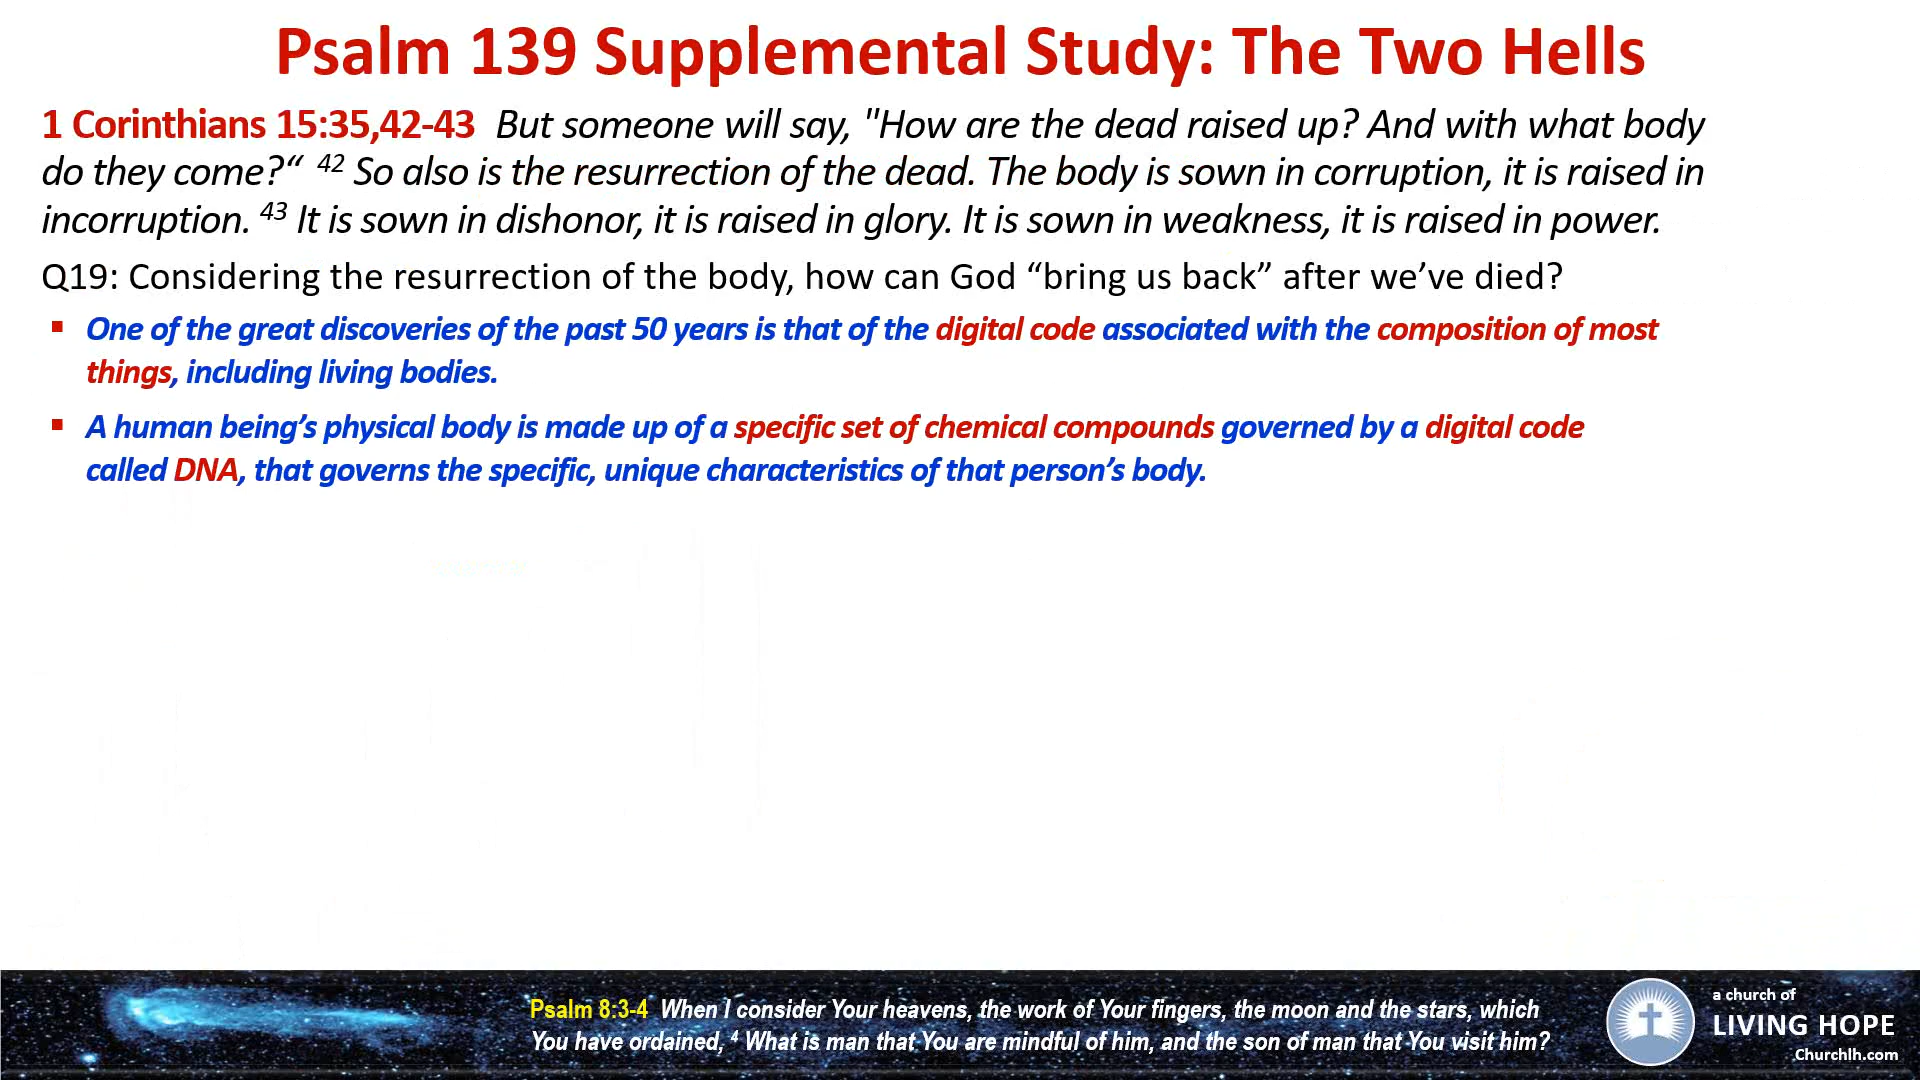 Psalm 139 Supplemental Study: The Two Hells
1 Corinthians 15:35,42-43 But someone will say, "How are the dead raised up? And with what body
do they come?“ 42 So also is the resurrection of the dead. The body is sown in corruption, it is raised in
incorruption. 43 It is sown in dishonor, it is raised in glory. It is sown in weakness, it is raised in power.
Q19: Considering the resurrection of the body, how can God “bring us back” after we’ve died?
▪ One of the great discoveries of the past 50 years is that of the digital code associated with the composition of most
things, including living bodies.
▪ A human being’s physical body is made up of a specific set of chemical compounds governed by a digital code
called DNA, that governs the specific, unique characteristics of that person’s body.
Psalm 8:3-4 When I consider Your heavens, the work of Your fingers, the moon and the stars, which
You have ordained, 4 What is man that You are mindful of him, and the son of man that You visit him?
a church of
LIVING HOPE
Churchlh.com